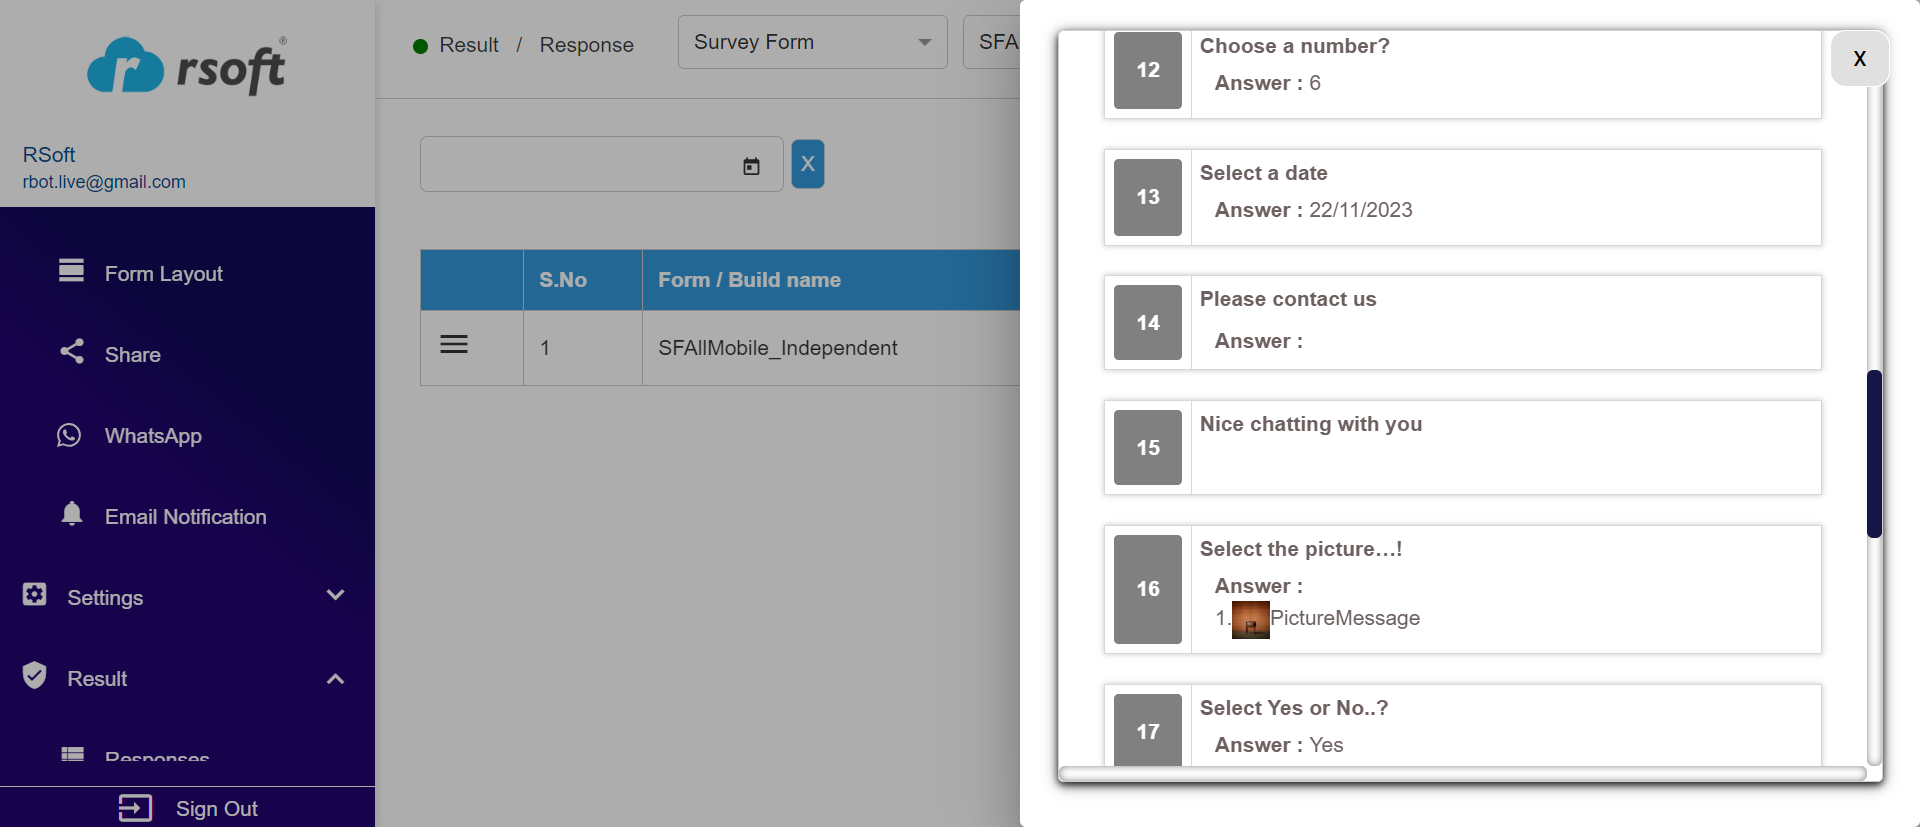 rsoft®
RSoft
rbot.live@gmail.com
Form Layout
Share
WhatsApp
Email Notification
Settings
Result
Responses
Sign Out
Result / Response
Survey Form
SFA
X
S.No Form / Build name
1 SFAllMobile_Independent
X
12 Choose a number?
Answer : 6
13 Select a date
Answer : 22/11/2023
14 Please contact us
Answer :
15 Nice chatting with you
16 Select the picture...!
Answer :
1. PictureMessage
17 Select Yes or No..?
Answer : Yes